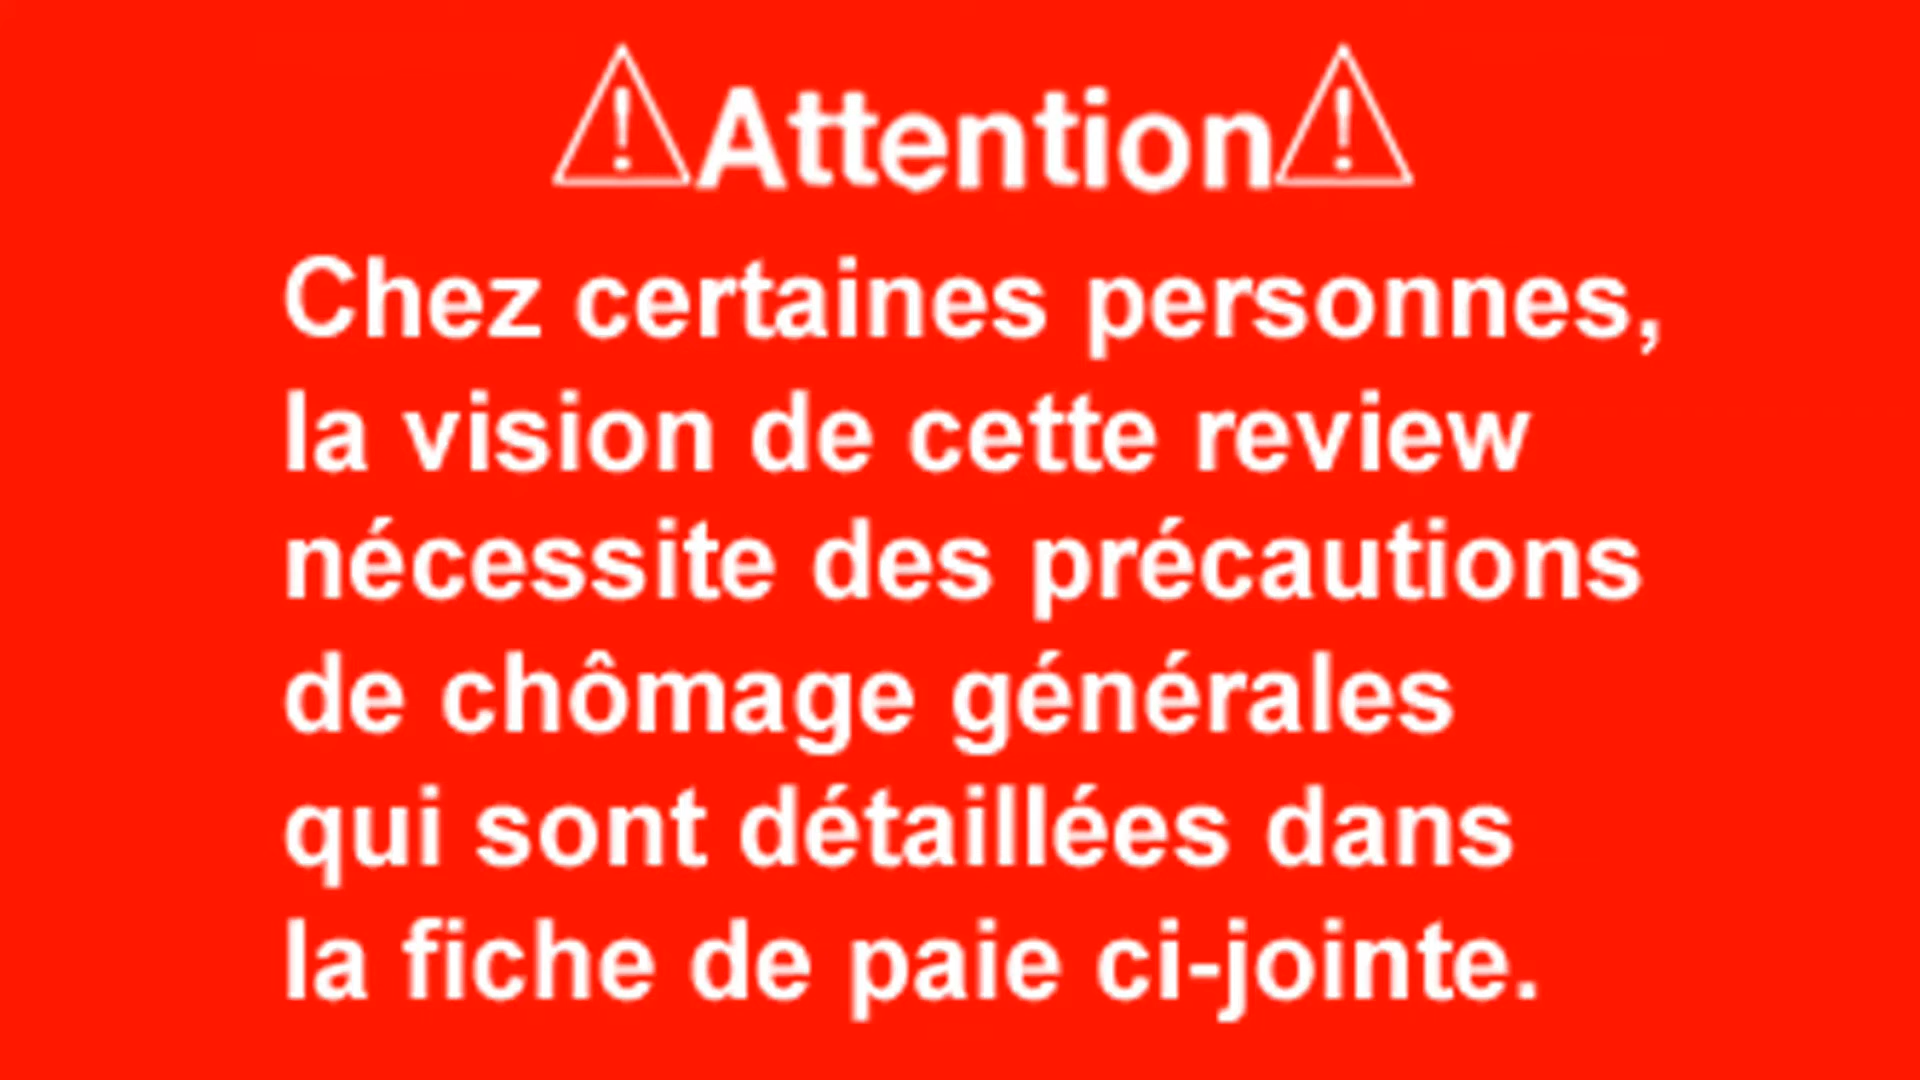 ⚠Attention⚠
Chez certaines personnes,
la vision de cette review
nécessite des précautions
de chômage générales
qui sont détaillées dans
la fiche de paie ci-jointe.